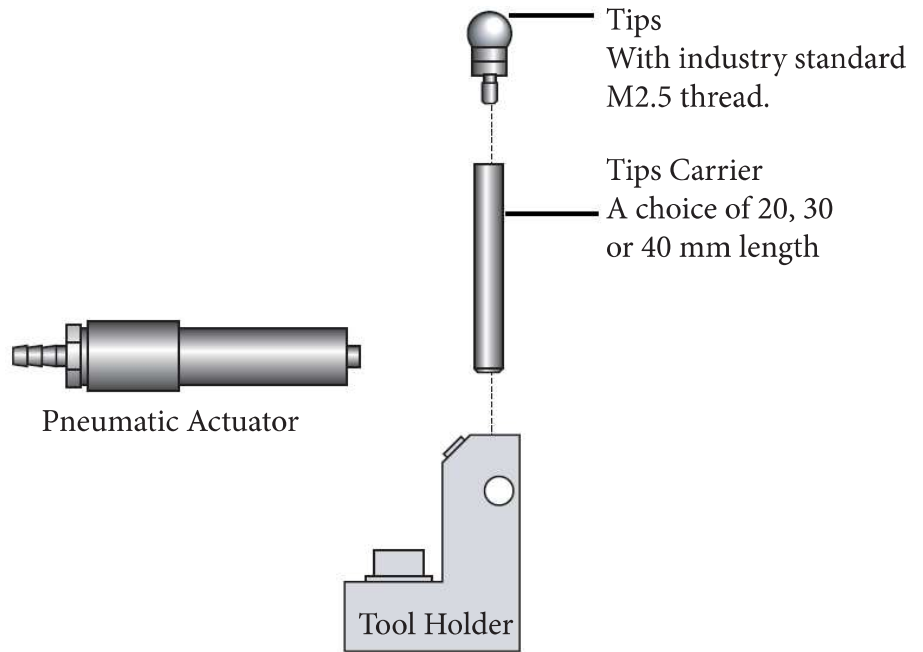 Tips
With industry standard
M2.5 thread.
Tips Carrier
A choice of 20, 30
or 40 mm length
Pneumatic Actuator
Tool Holder